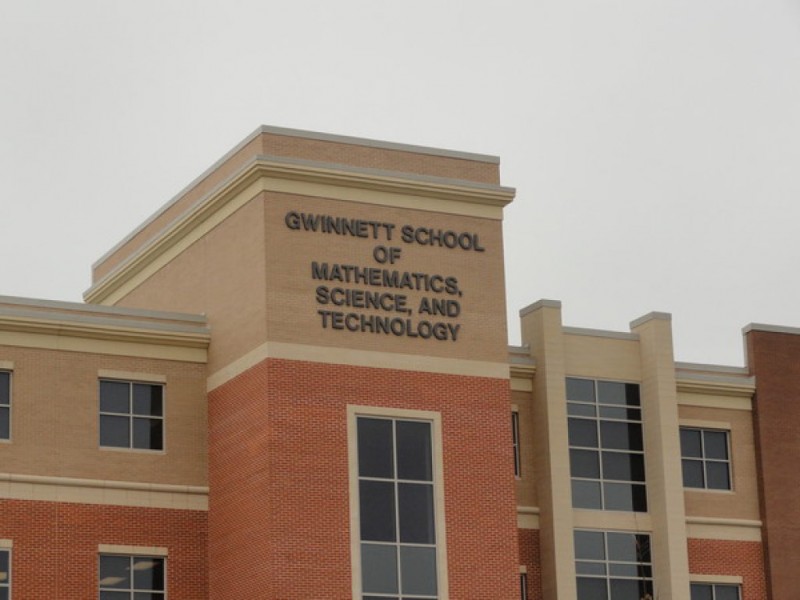 GWINNETT SCHOOL
OF
MATHEMATICS,
SCIENCE, AND
TECHNOLOGY